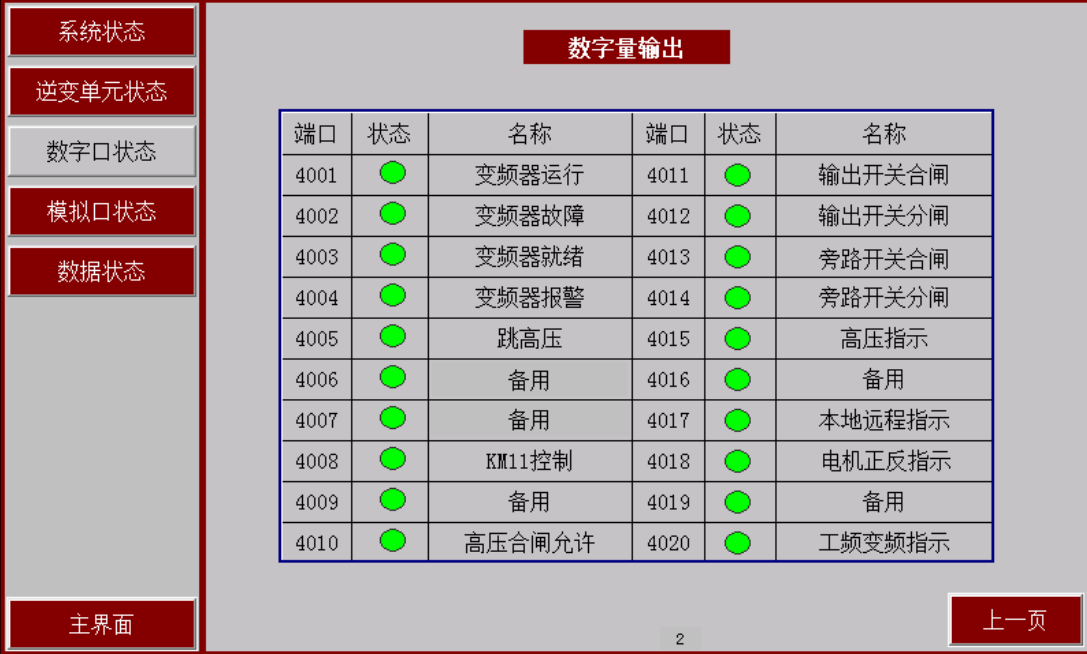 系统状态
逆变单元状态
数字口状态
模拟口状态
数据状态
主界面
数字量输出
端口 状态 名称 端口 状态 名称
4001 变频器运行 4011 输出开关合闸
4002 变频器故障 4012 输出开关分闸
4003 变频器就绪 4013 旁路开关合闸
4004 变频器报警 4014 旁路开关分闸
4005 跳高压 4015 高压指示
4006 备用 4016 备用
4007 备用 4017 本地远程指示
4008 KM11控制 4018 电机正反指示
4009 备用 4019 备用
4010 高压合闸允许 4020 工频变频指示
2
上一页